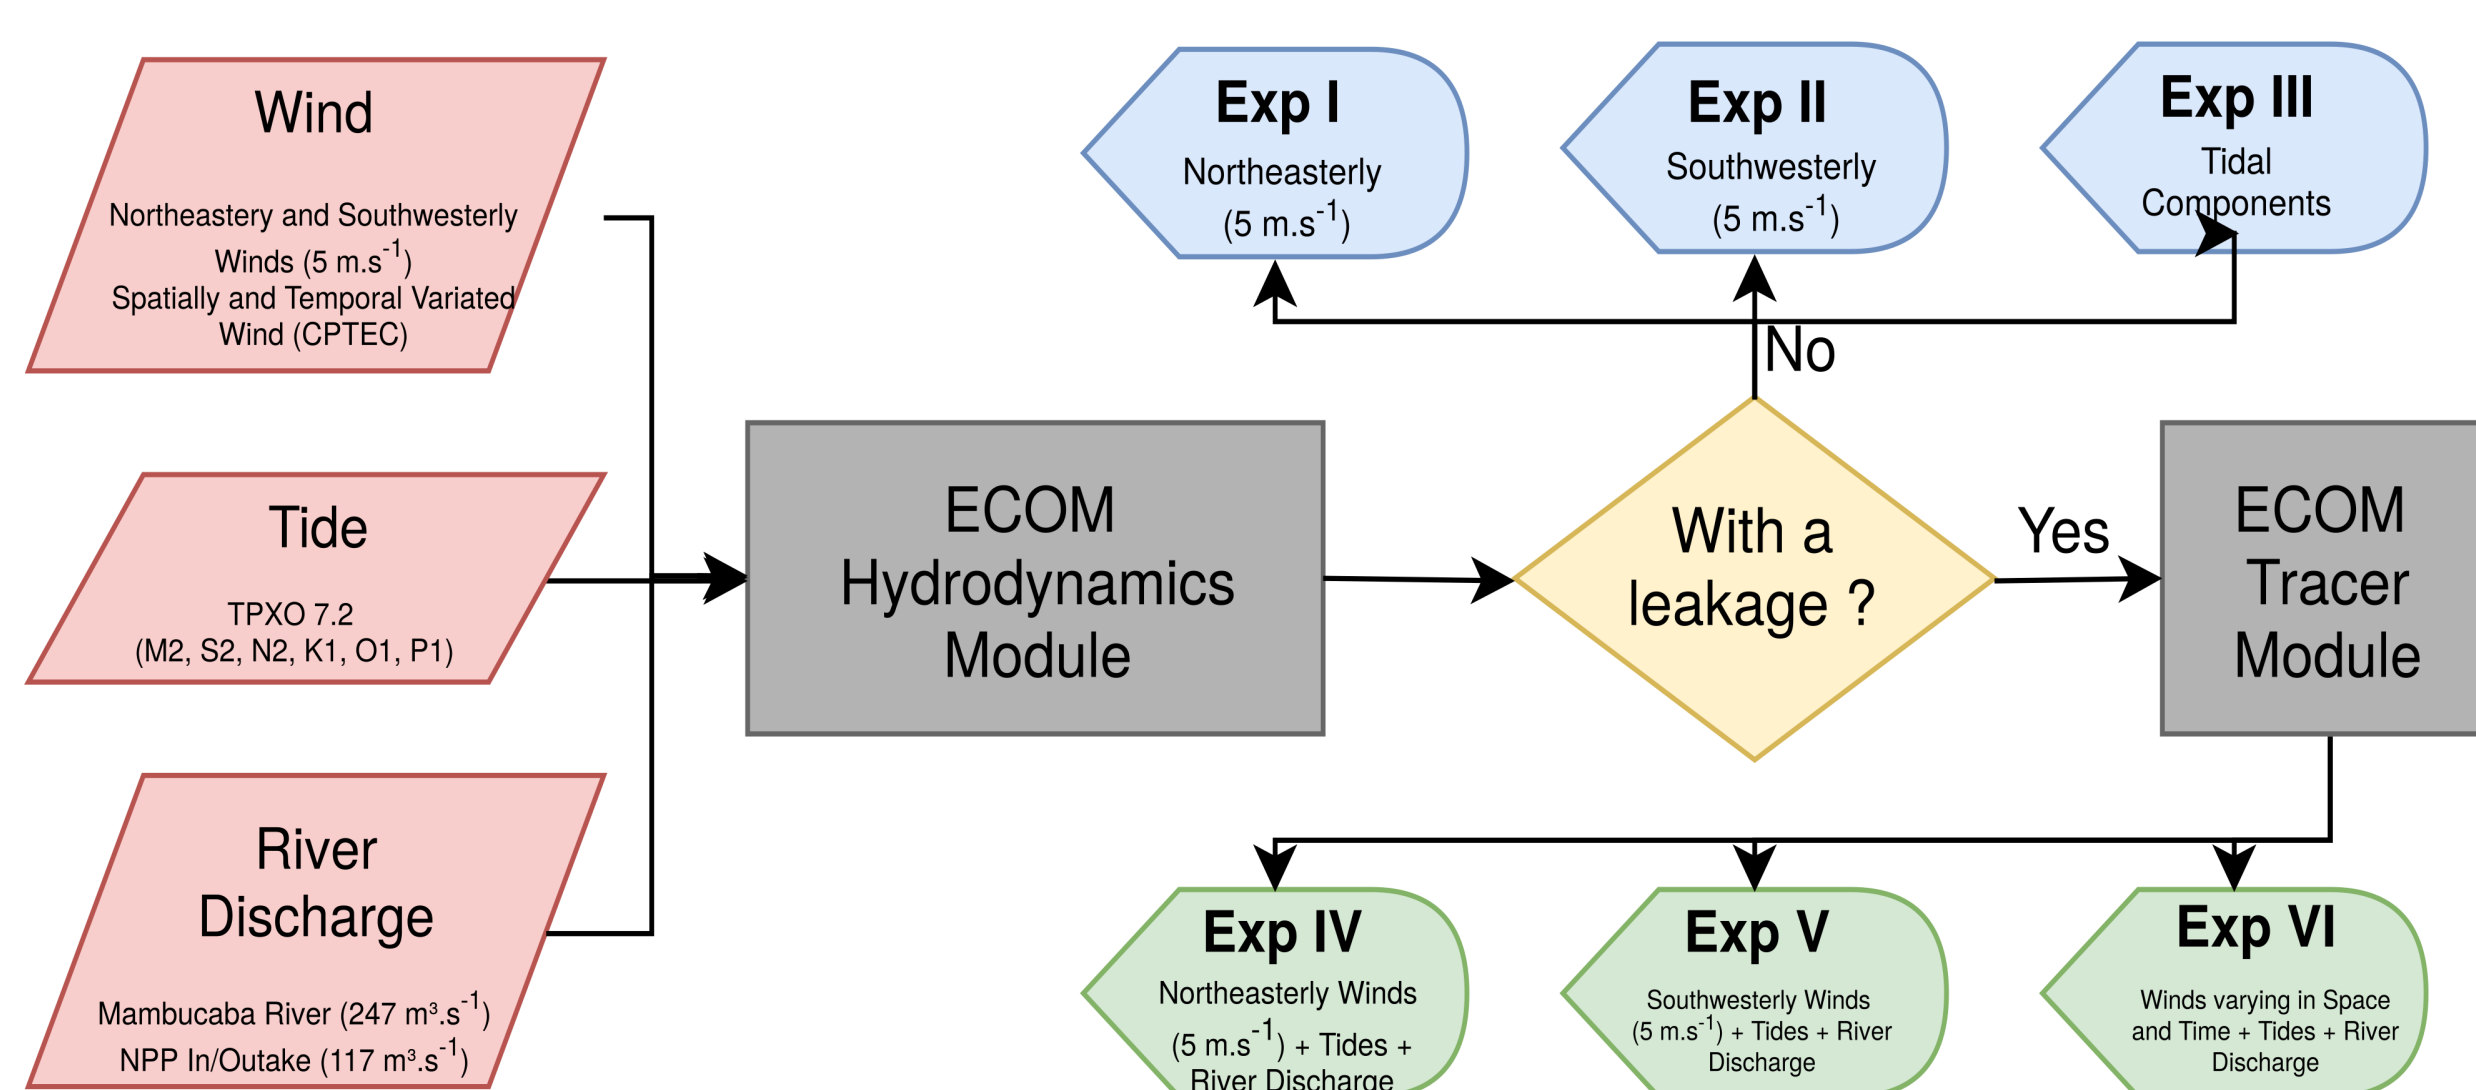 Wind
Northeastery and Southwesterly
Winds (5 m.s⁻¹)
Spatially and Temporal Variated
Wind (CPTEC)
Tide
TPXO 7.2
(M2, S2, N2, K1, O1, P1)
River
Discharge
Mambucaba River (247 m³.s⁻¹)
NPP In/Outake (117 m³.s⁻¹)
ECOM
Hydrodynamics
Module
With a
leakage ?
No
Yes
Exp I
Northeasterly
(5 m.s⁻¹)
Exp II
Southwesterly
(5 m.s⁻¹)
Exp III
Tidal
Components
ECOM
Tracer
Module
Exp IV
Northeasterly Winds
(5 m.s⁻¹) + Tides +
River Discharge
Exp V
Southwesterly Winds
(5 m.s⁻¹) + Tides + River
Discharge
Exp VI
Winds varying in Space
and Time + Tides + River
Discharge